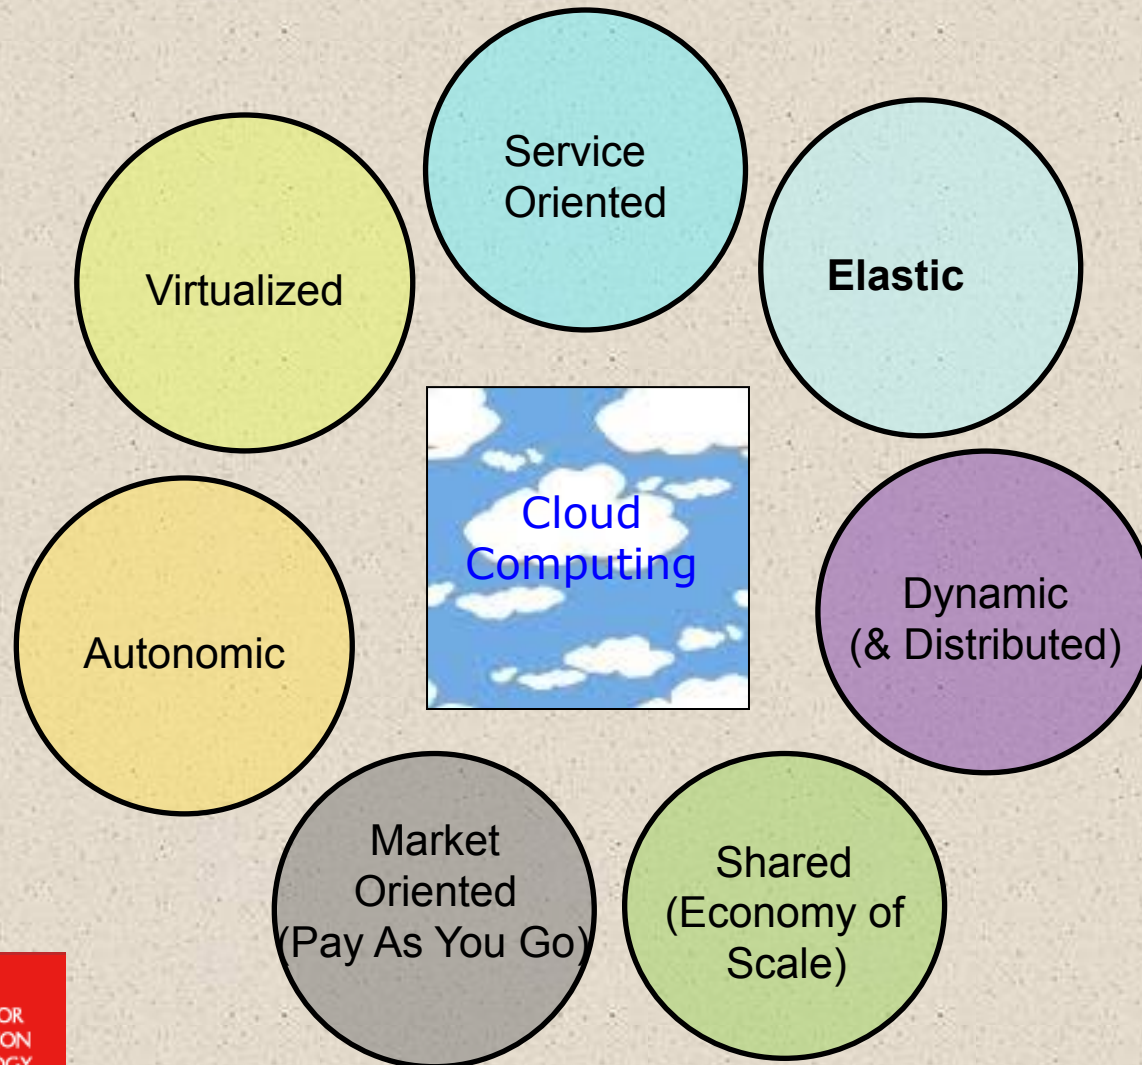 Service
Oriented
Virtualized
Elastic
Cloud
Computing
Dynamic
(& Distributed)
Autonomic
Market
Oriented
(Pay As You Go)
Shared
(Economy of
Scale)